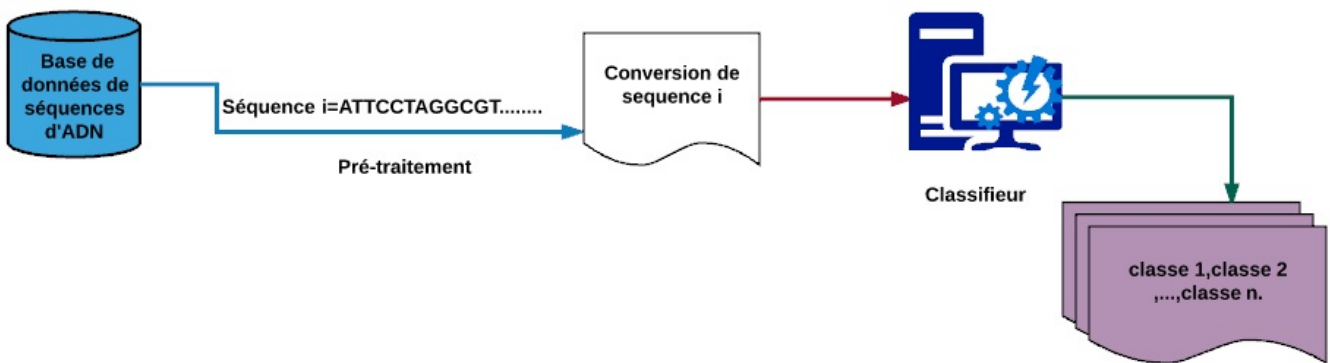 Base de
données de
séquences
d'ADN
Séquence i=ATTCCTAGGCGT........
Pré-traitement
Conversion de
sequence i
Classifieur
classe 1,classe 2
,...,classe n.